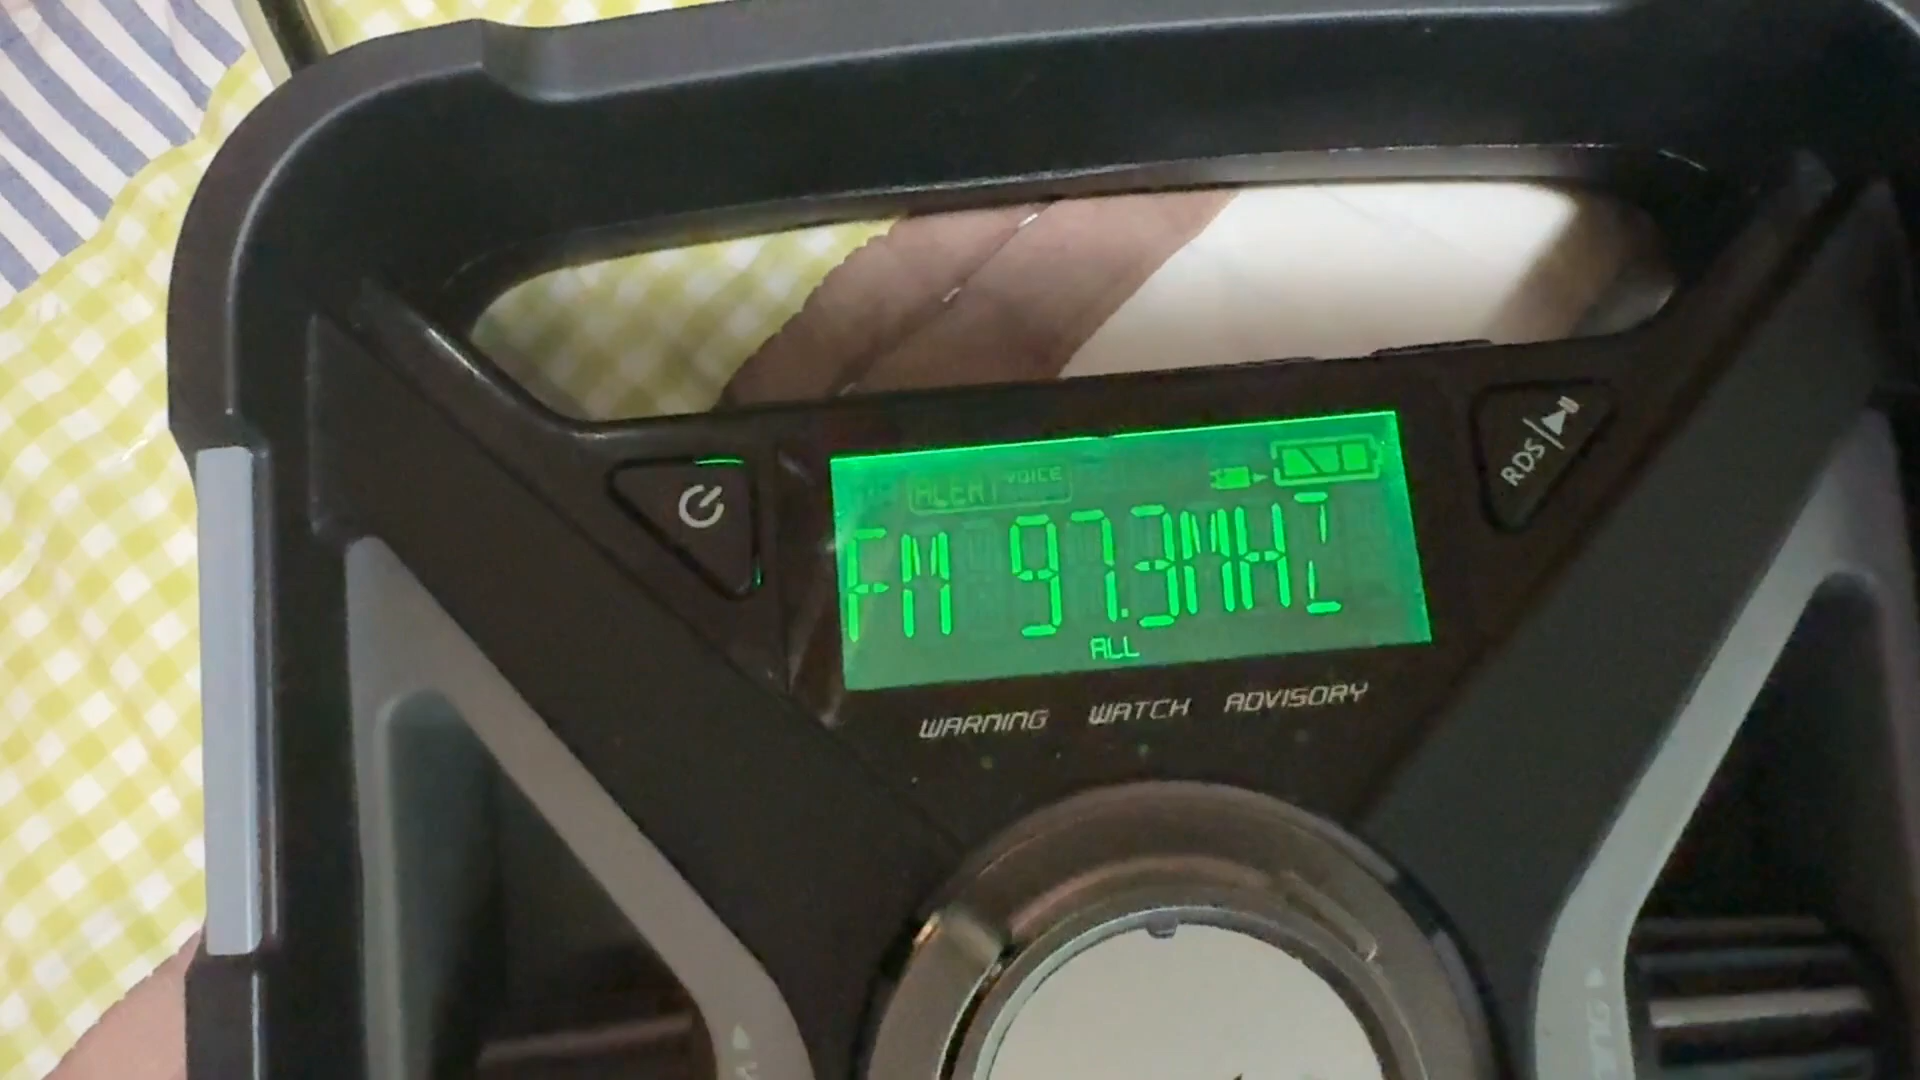 ALERT VOICE
FM 97.3MHZ
ALL
RDS/
WARNING WATCH ADVISORY